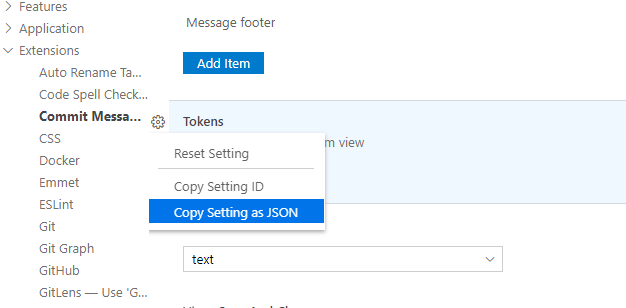 Features
Application
Extensions
Auto Rename Ta...
Code Spell Check...
Commit Messa...
CSS
Docker
Emmet
ESLint
Git
Git Graph
GitHub
GitLens — Use 'G...
Message footer
Add Item
Tokens
m view
Reset Setting
Copy Setting ID
Copy Setting as JSON
text